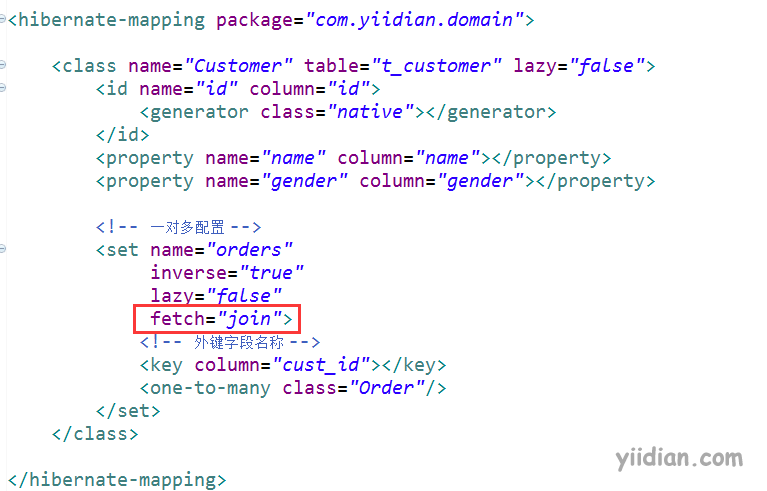 <hibernate-mapping package="com.yiidian.domain">
<class name="Customer" table="t_customer" lazy="false">
<id name="id" column="id">
<generator class="native"></generator>
</id>
<property name="name" column="name"></property>
<property name="gender" column="gender"></property>
<!-- 一对多配置 -->
<set name="orders"
inverse="true"
lazy="false"
fetch="join">
<!-- 外键字段名称 -->
<key column="cust_id"></key>
<one-to-many class="Order"/>
</set>
</class>
</hibernate-mapping>
yiidian.com